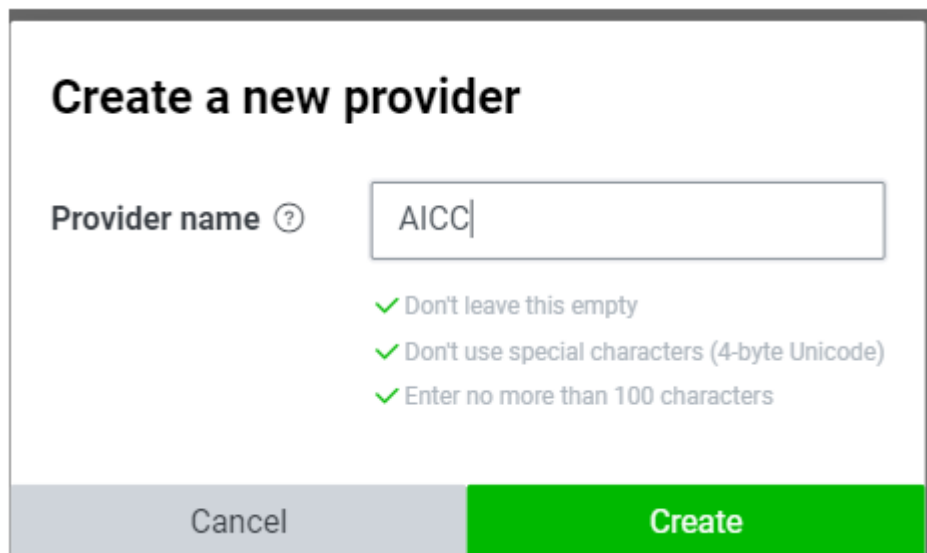 Create a new provider
Provider name ?
AICC
Don't leave this empty
Don't use special characters (4-byte Unicode)
Enter no more than 100 characters
Cancel
Create